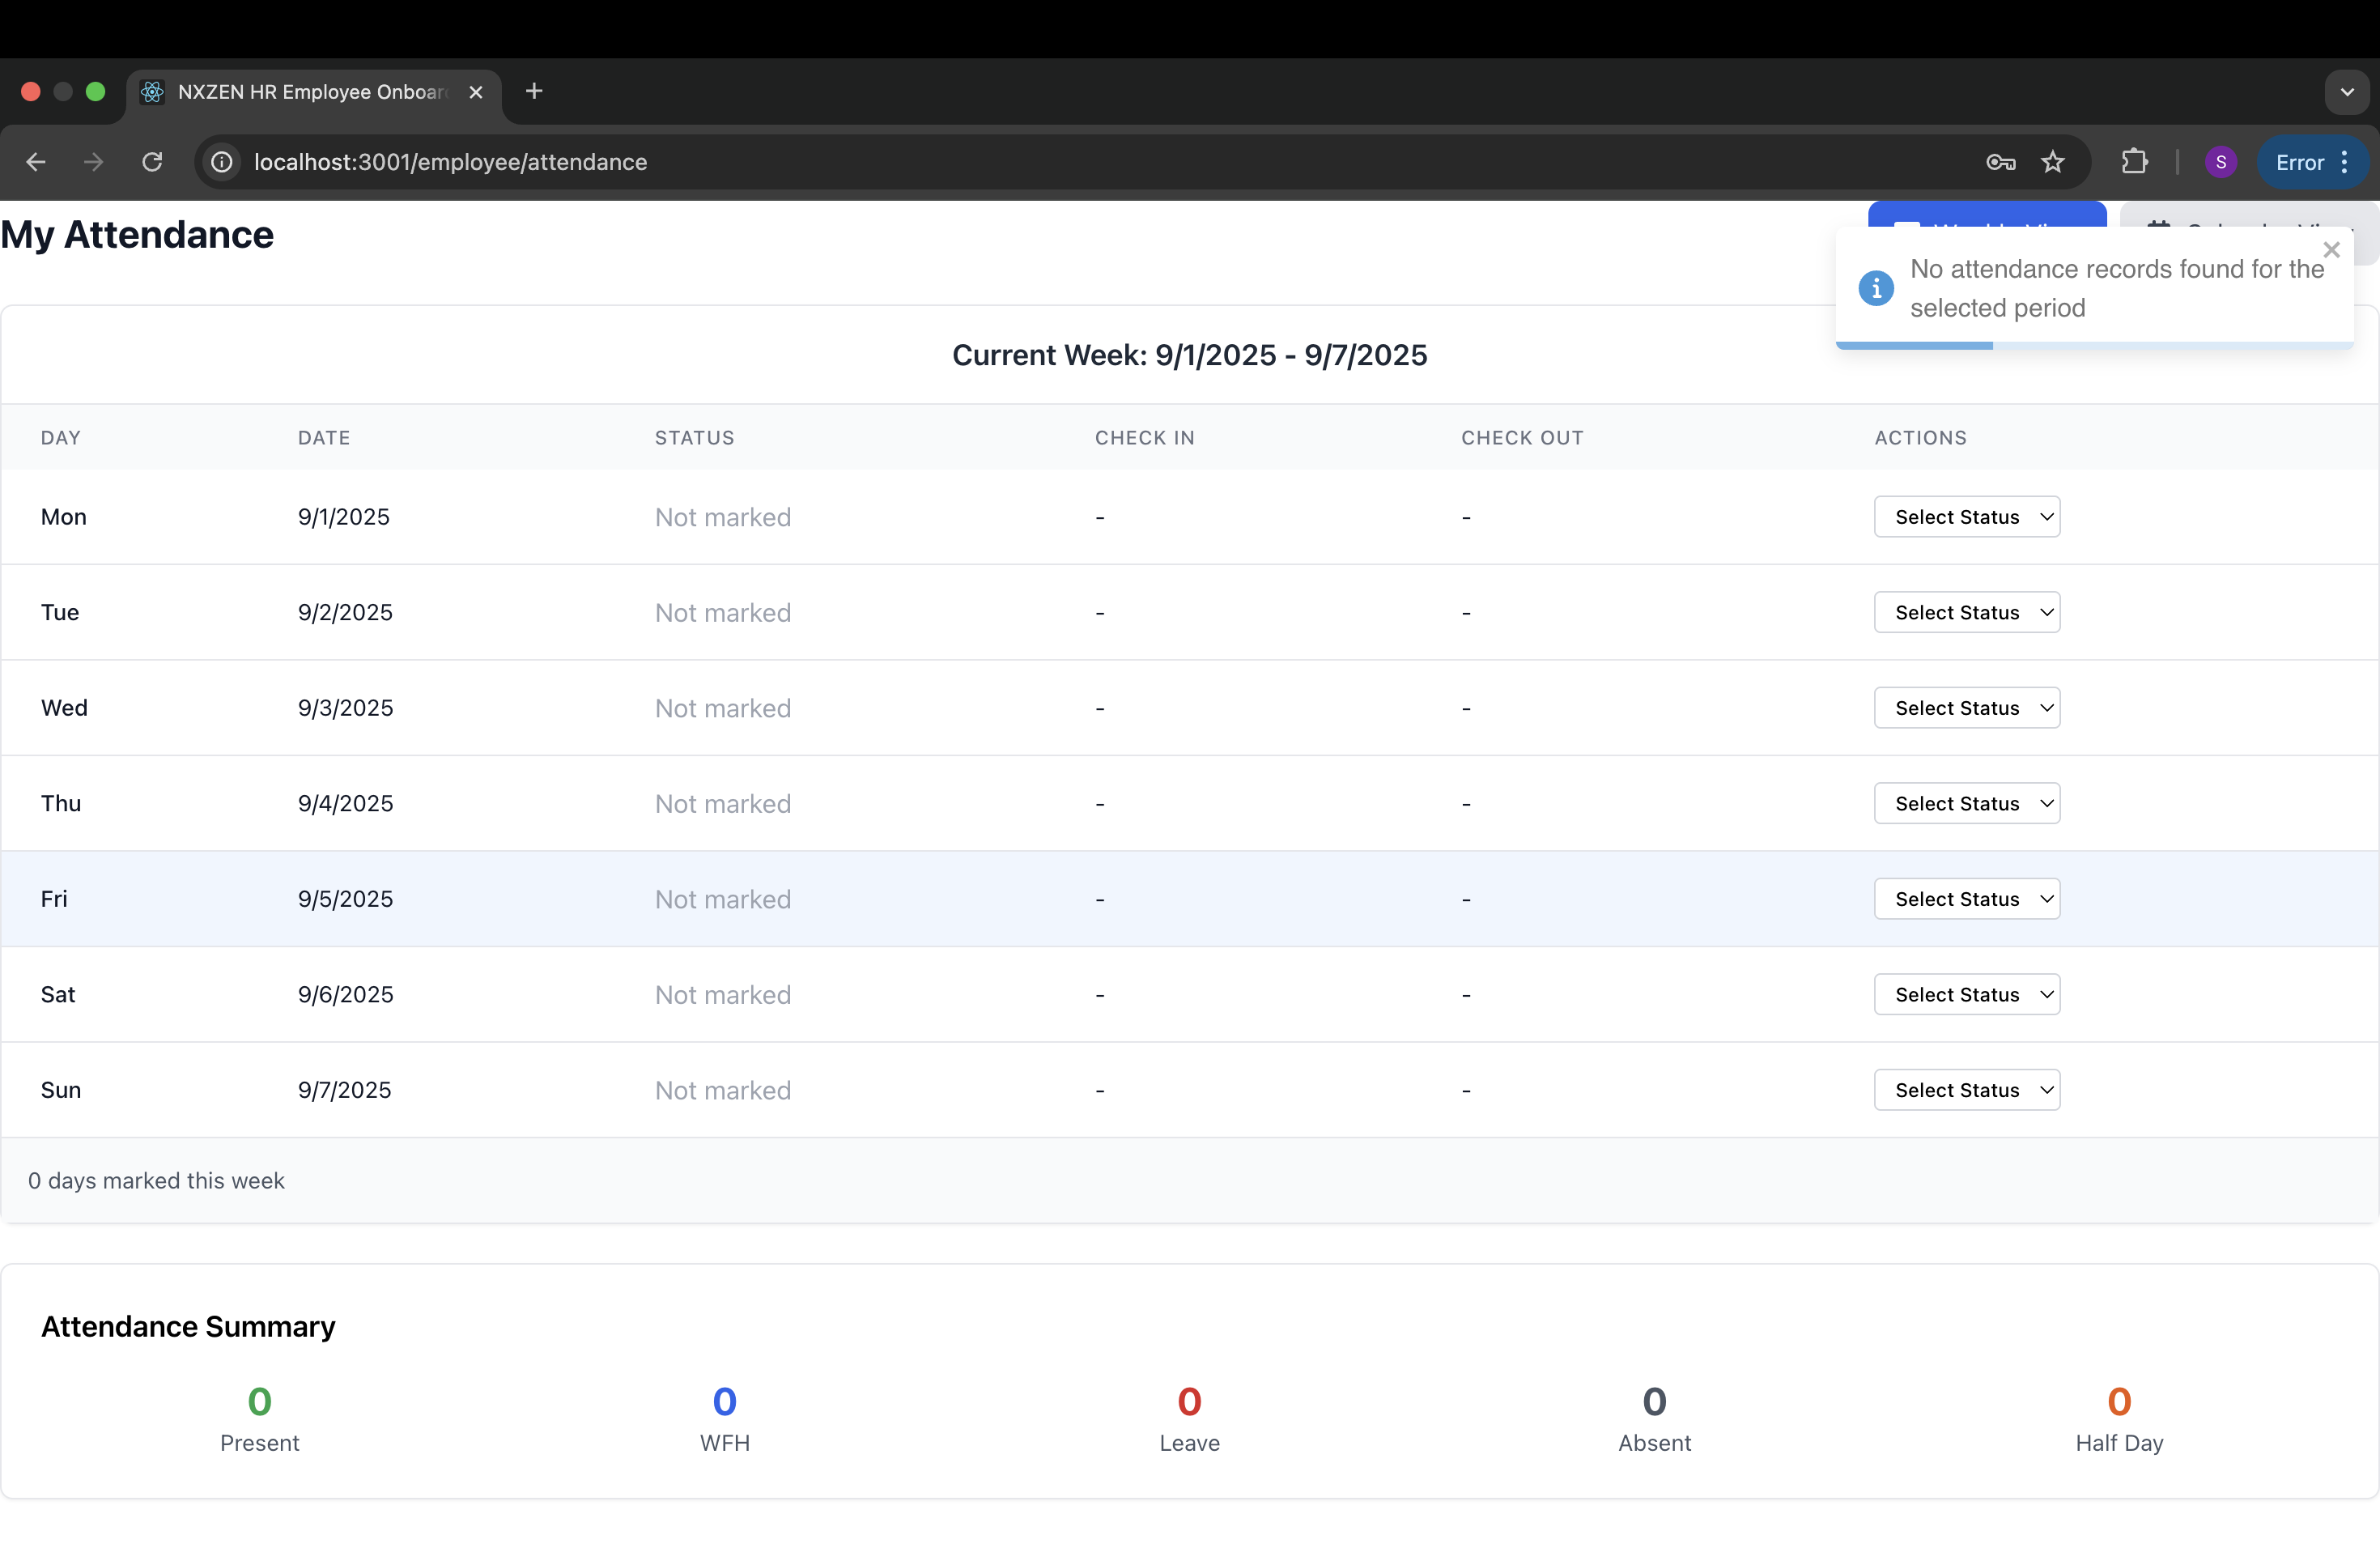 NXZEN HR Employee Onboar
localhost:3001/employee/attendance
S
Error
My Attendance
No attendance records found for the
selected period
Current Week: 9/1/2025 - 9/7/2025
DAY DATE STATUS CHECK IN CHECK OUT ACTIONS
Mon 9/1/2025 Not marked - - Select Status
Tue 9/2/2025 Not marked - - Select Status
Wed 9/3/2025 Not marked - - Select Status
Thu 9/4/2025 Not marked - - Select Status
Fri 9/5/2025 Not marked - - Select Status
Sat 9/6/2025 Not marked - - Select Status
Sun 9/7/2025 Not marked - - Select Status
0 days marked this week
Attendance Summary
0 0 0 0 0
Present WFH Leave Absent Half Day